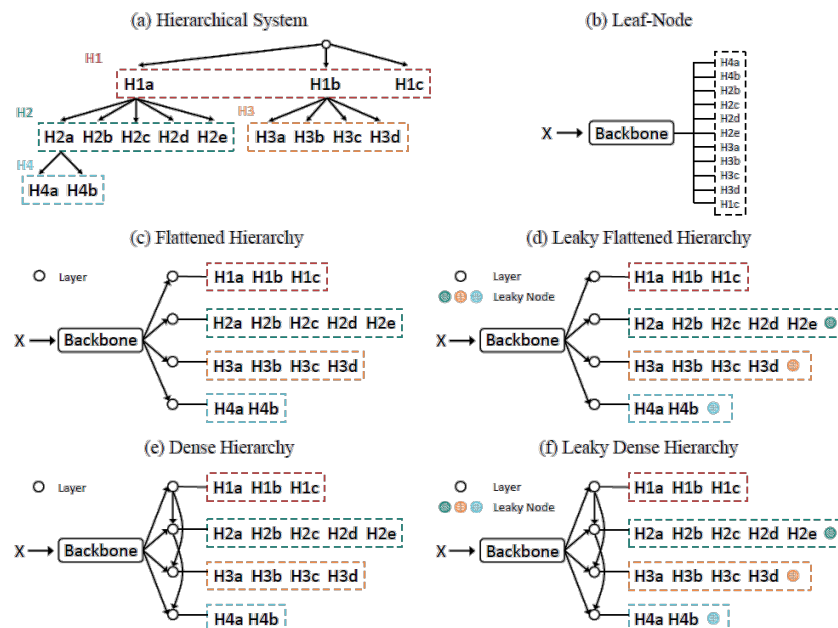 (a) Hierarchical System
H1
H1a H1b H1c
H2
H2a H2b H2c H2d H2e
H3
H3a H3b H3c H3d
H4
H4a H4b
(b) Leaf-Node
X
Backbone
H4a
H4b
H2b
H2c
H2d
H2e
H3a
H3b
H3c
H3d
H1c
(c) Flattened Hierarchy
Layer
X
Backbone
H1a H1b H1c
H2a H2b H2c H2d H2e
H3a H3b H3c H3d
H4a H4b
(d) Leaky Flattened Hierarchy
Layer
Leaky Node
X
Backbone
H1a H1b H1c
H2a H2b H2c H2d H2e
H3a H3b H3c H3d
H4a H4b
(e) Dense Hierarchy
Layer
X
Backbone
H1a H1b H1c
H2a H2b H2c H2d H2e
H3a H3b H3c H3d
H4a H4b
(f) Leaky Dense Hierarchy
Layer
Leaky Node
X
Backbone
H1a H1b H1c
H2a H2b H2c H2d H2e
H3a H3b H3c H3d
H4a H4b